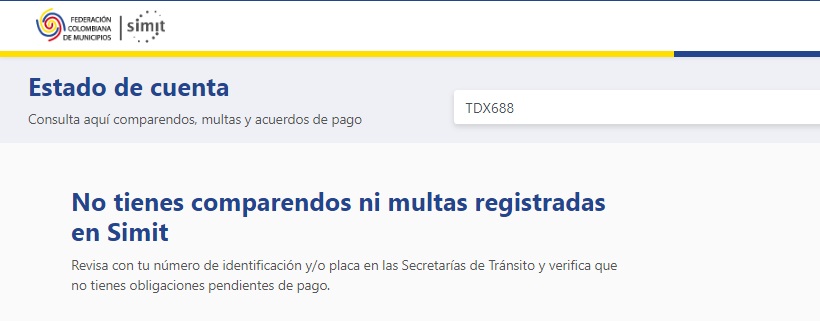 FEDERACIÓN
COLOMBIANA
DE MUNICIPIOS
simit
Estado de cuenta
Consulta aquí comparendos, multas y acuerdos de pago
TDX688
No tienes comparendos ni multas registradas
en Simit
Revisa con tu número de identificación y/o placa en las Secretarías de Tránsito y verifica que
no tienes obligaciones pendientes de pago.